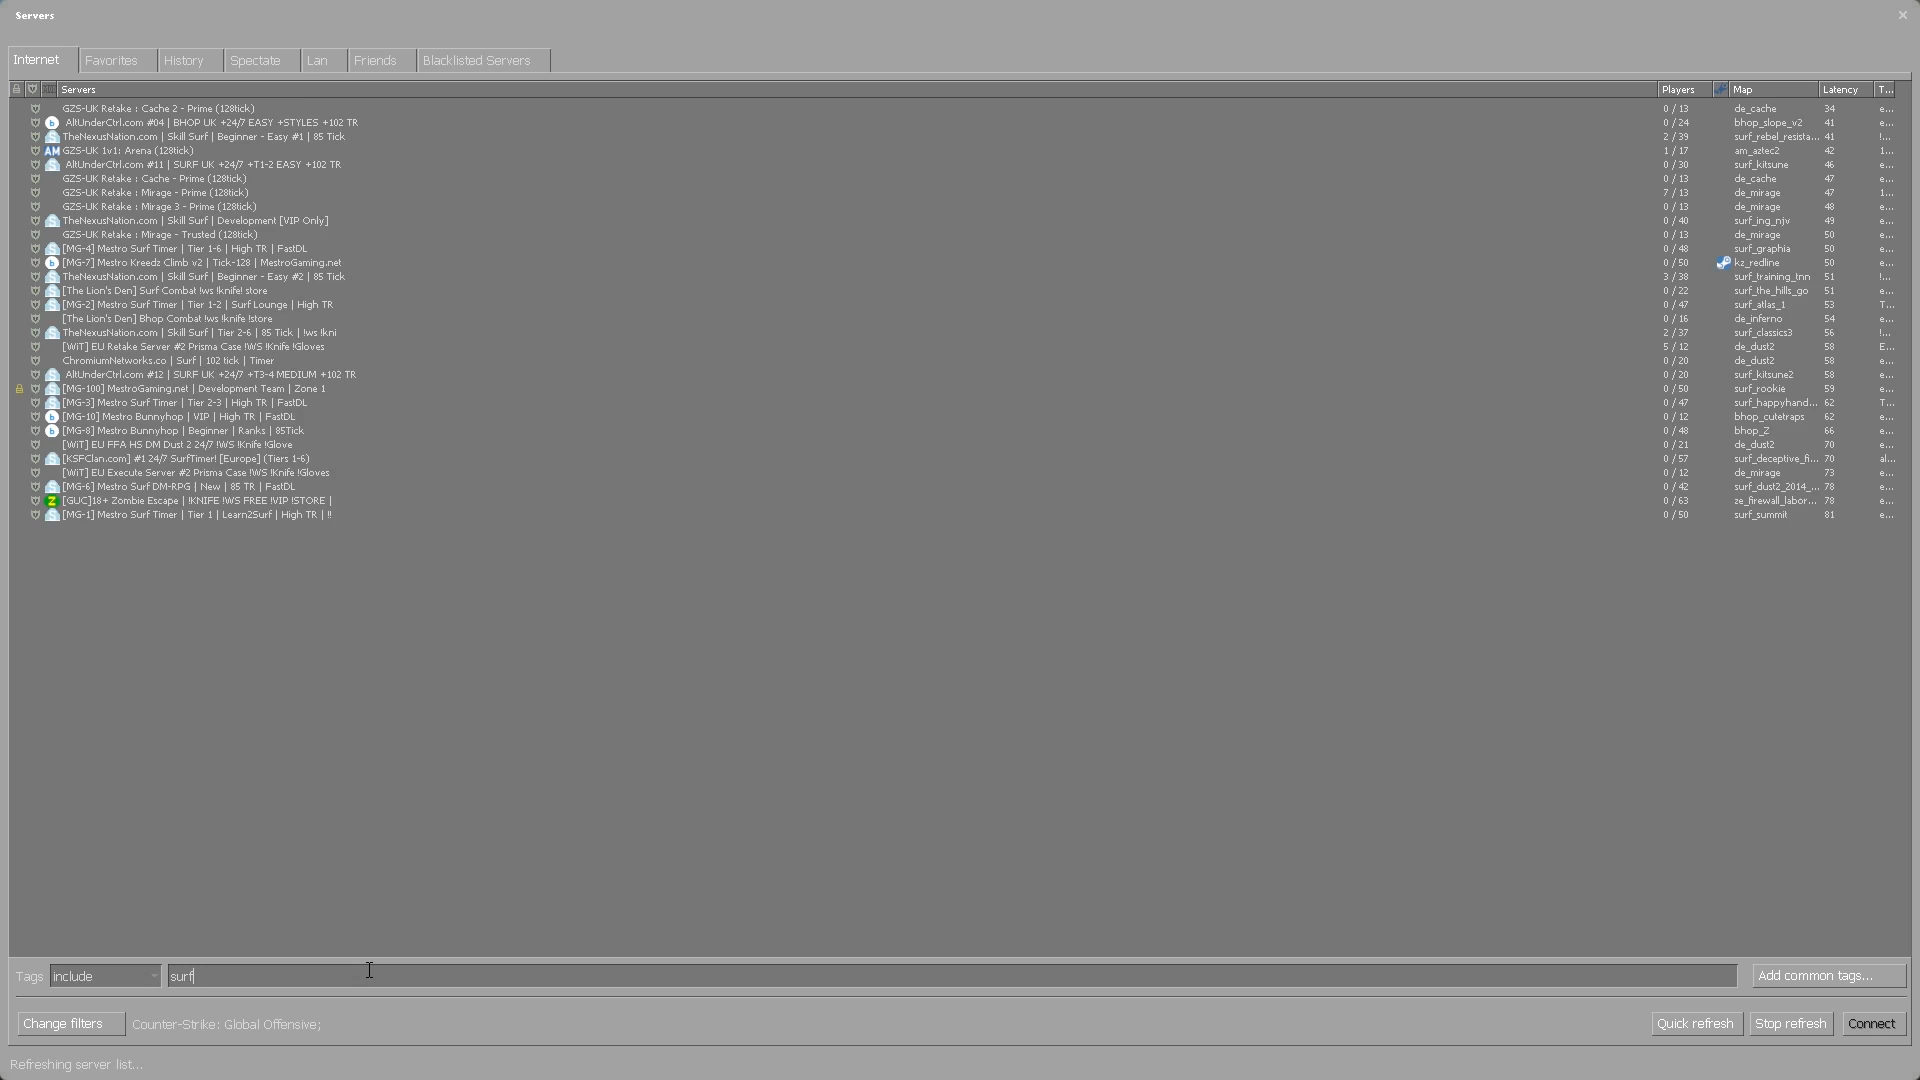 Servers
Internet Favorites History Spectate Lan Friends Blacklisted Servers
Servers Players Map Latency T...
GZS-UK Retake : Cache 2 - Prime (128tick) 0 / 13 de_cache 34 e...
AltUnderCtrl.com #04 | BHOP UK +24/7 EASY +STYLES +102 TR 0 / 24 bhop_slope_v2 41 e...
TheNexusNation.com | Skill Surf | Beginner - Easy #1 | 85 Tick 2 / 39 surf_rebel_resista... 41 !...
AM GZS-UK 1v1: Arena (128tick) 1 / 17 am_aztec2 42 1...
AltUnderCtrl.com #11 | SURF UK +24/7 +T1-2 EASY +102 TR 0 / 30 surf_kitsune 46 e...
GZS-UK Retake : Cache - Prime (128tick) 0 / 13 de_cache 47 e...
GZS-UK Retake : Mirage - Prime (128tick) 7 / 13 de_mirage 47 1...
GZS-UK Retake : Mirage 3 - Prime (128tick) 0 / 13 de_mirage 48 e...
TheNexusNation.com | Skill Surf | Development [VIP Only] 0 / 40 surf_ing_njv 49 e...
GZS-UK Retake : Mirage - Trusted (128tick) 0 / 13 de_mirage 50 e...
[MG-4] Mestro Surf Timer | Tier 1-6 | High TR | FastDL 0 / 48 surf_graphia 50 e...
[MG-7] Mestro Kreedz Climb v2 | Tick-128 | MestroGaming.net 0 / 50 kz_redline 50 e...
TheNexusNation.com | Skill Surf | Beginner - Easy #2 | 85 Tick 3 / 38 surf_training_tnn 51 !...
[The Lion's Den] Surf Combat !ws !knife! store 0 / 22 surf_the_hills_go 51 e...
[MG-2] Mestro Surf Timer | Tier 1-2 | Surf Lounge | High TR 0 / 47 surf_atlas_1 53 T...
[The Lion's Den] Bhop Combat !ws !knife !store 0 / 16 de_inferno 54 e...
TheNexusNation.com | Skill Surf | Tier 2-6 | 85 Tick | !ws !kni 2 / 37 surf_classics3 56 !...
[WiT] EU Retake Server #2 Prisma Case !WS !Knife !Gloves 5 / 12 de_dust2 58 E...
ChromiumNetworks.co | Surf | 102 tick | Timer 0 / 20 de_dust2 58 e...
AltUnderCtrl.com #12 | SURF UK +24/7 +T3-4 MEDIUM +102 TR 0 / 20 surf_kitsune2 58 e...
[MG-100] MestroGaming.net | Development Team | Zone 1 0 / 50 surf_rookie 59 e...
[MG-3] Mestro Surf Timer | Tier 2-3 | High TR | FastDL 0 / 47 surf_happyhand... 62 T...
[MG-10] Mestro Bunnyhop | VIP | High TR | FastDL 0 / 12 bhop_cutetraps 62 e...
[MG-8] Mestro Bunnyhop | Beginner | Ranks | 85Tick 0 / 48 bhop_Z 66 e...
[WiT] EU FFA HS DM Dust 2 24/7 !WS !Knife !Glove 0 / 21 de_dust2 70 e...
[KSFClan.com] #1 24/7 SurfTimer! [Europe] (Tiers 1-6) 0 / 57 surf_deceptive_fi... 70 al...
[WiT] EU Execute Server #2 Prisma Case !WS !Knife !Gloves 0 / 12 de_mirage 73 e...
[MG-6] Mestro Surf DM-RPG | New | 85 TR | FastDL 0 / 42 surf_dust2_2014_... 78 e...
Z [GUC]18+ Zombie Escape | !KNIFE !WS FREE !VIP !STORE | 0 / 63 ze_firewall_labor... 78 e...
[MG-1] Mestro Surf Timer | Tier 1 | Learn2Surf | High TR | !! 0 / 50 surf_summit 81 e...
Tags include surf Add common tags...
Change filters Counter-Strike: Global Offensive; Quick refresh Stop refresh Connect
Refreshing server list...